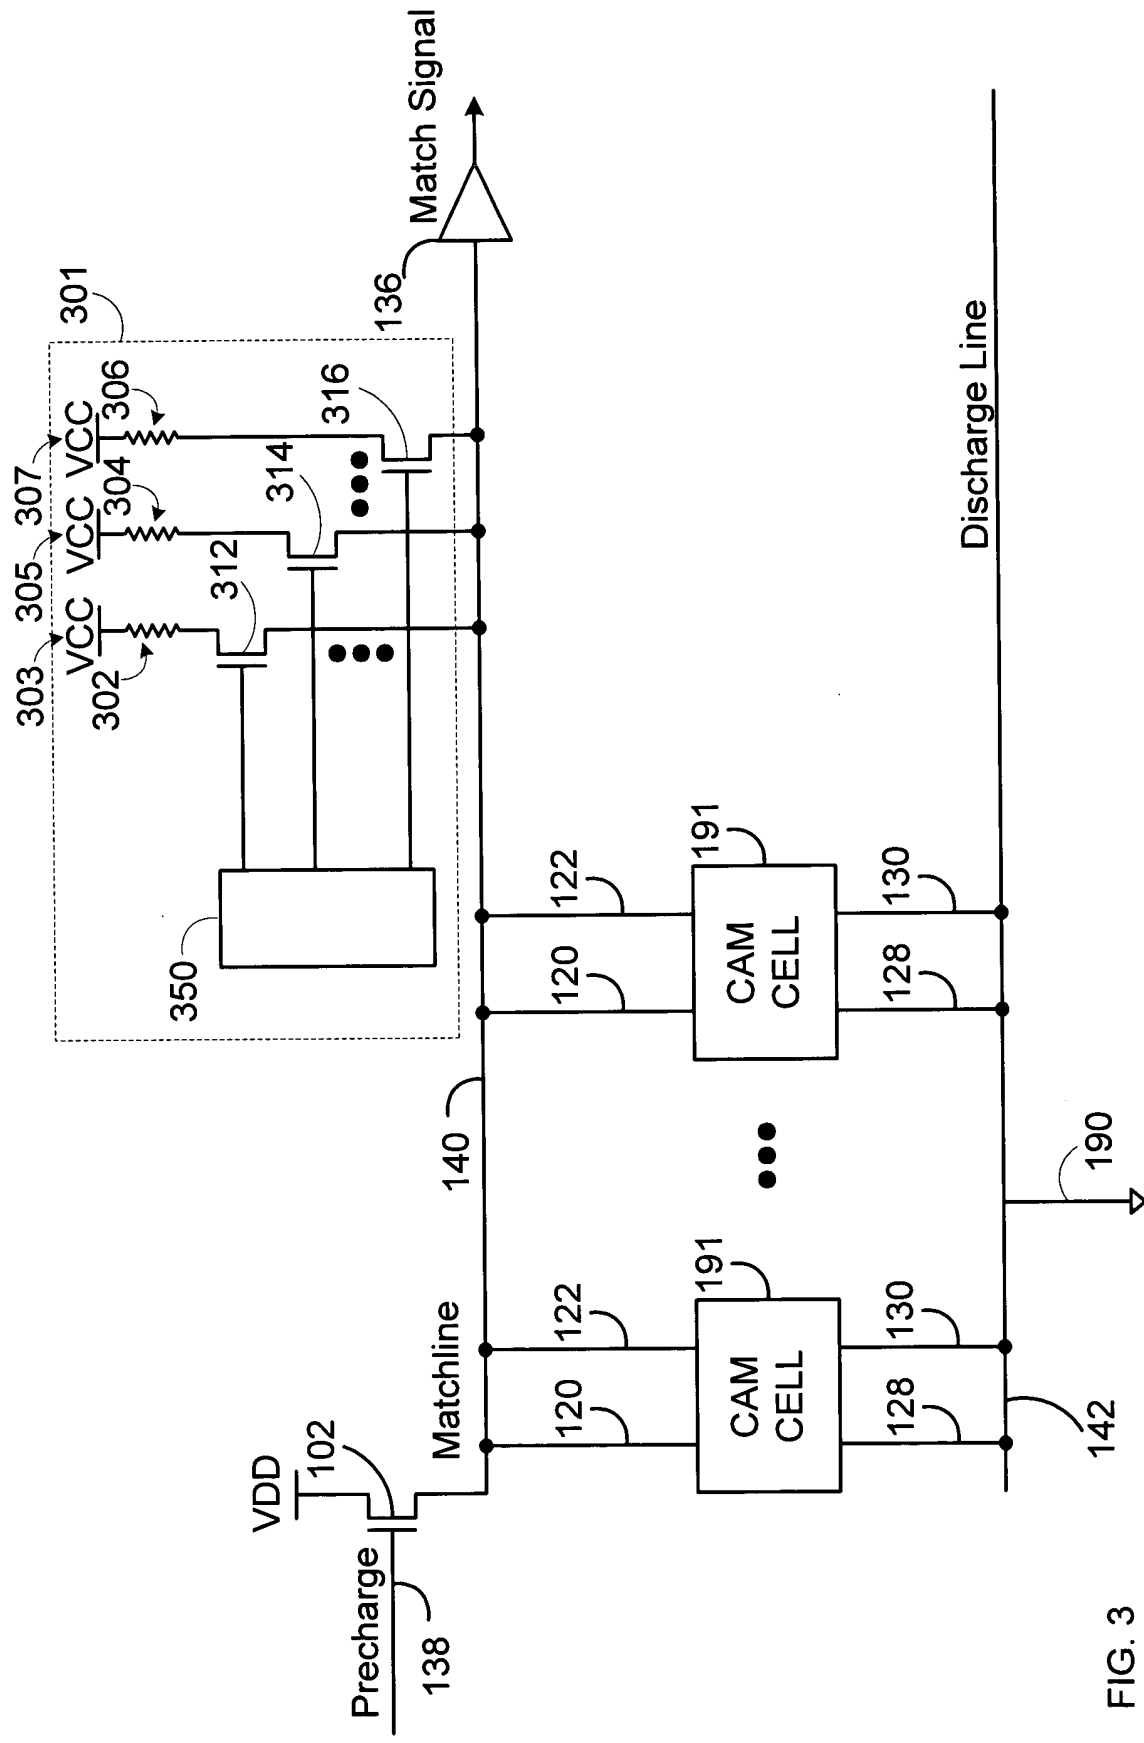 303
305
307
VCC
VCC
VCC
302
304
306
301
312
314
316
350
136
Match Signal
VDD
102
Precharge
138
Matchline
140
120
122
120
122
191
191
CAM
CELL
CAM
CELL
128
130
128
130
Discharge Line
142
190
FIG. 3